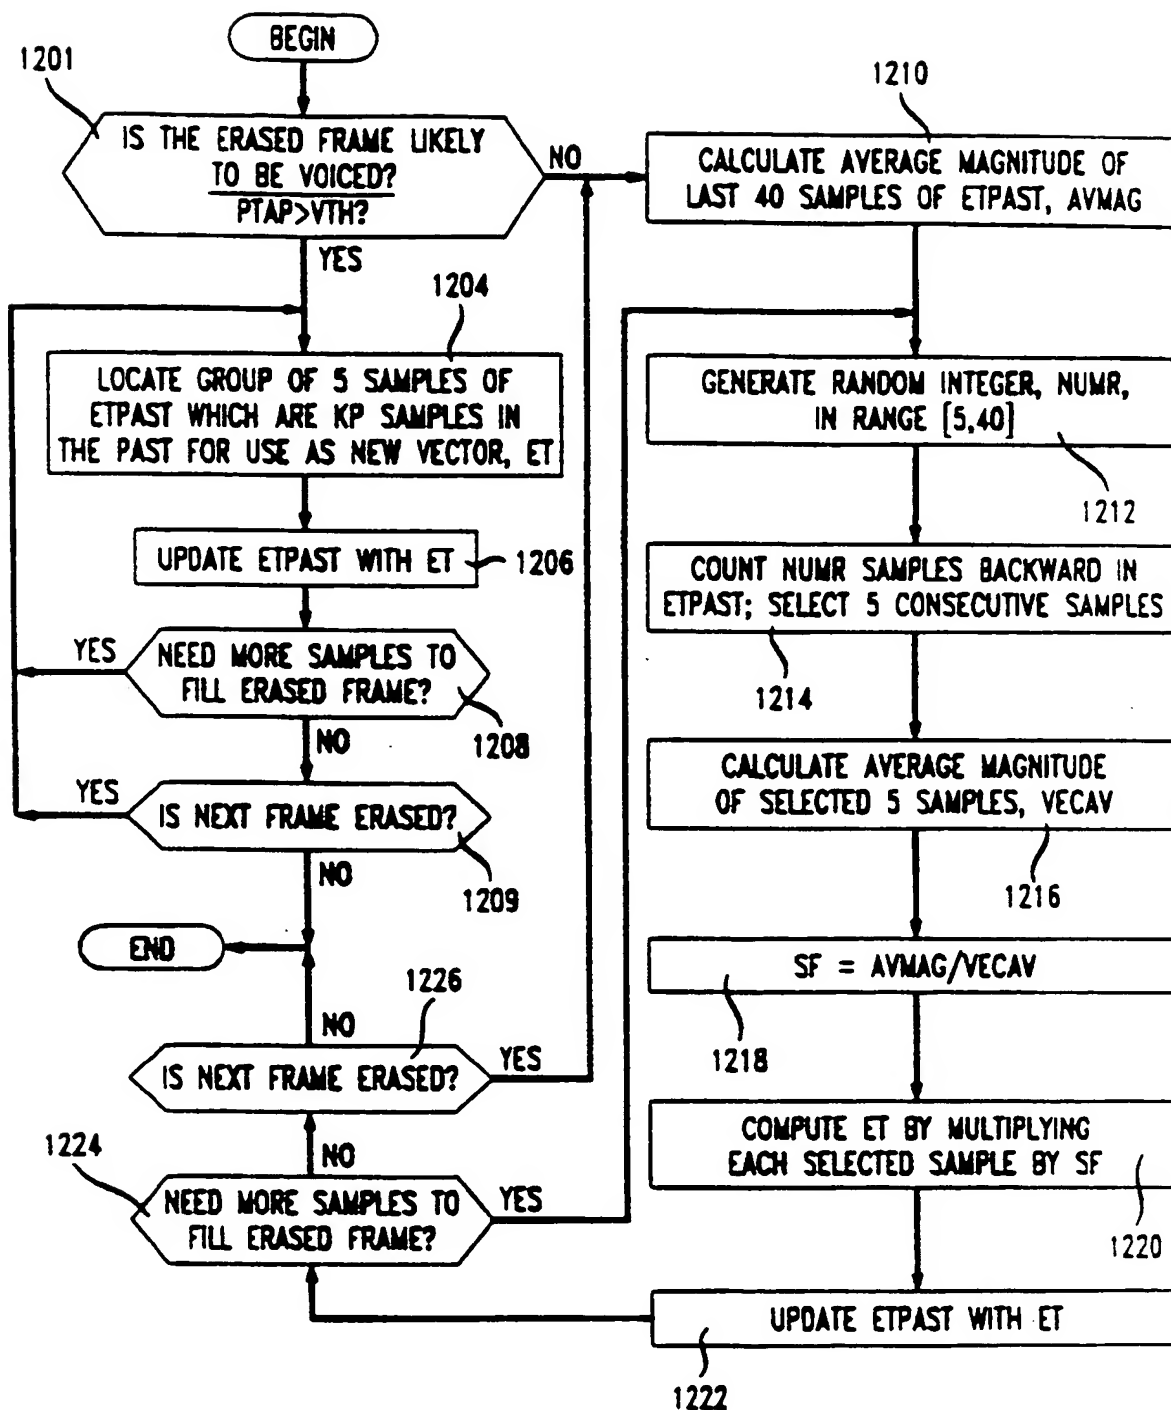 BEGIN
1201
IS THE ERASED FRAME LIKELY
TO BE VOICED?
PTAP>VTH?
NO
YES
1204
LOCATE GROUP OF 5 SAMPLES OF
ETPAST WHICH ARE KP SAMPLES IN
THE PAST FOR USE AS NEW VECTOR, ET
UPDATE ETPAST WITH ET
1206
YES
NEED MORE SAMPLES TO
FILL ERASED FRAME?
1208
NO
YES
IS NEXT FRAME ERASED?
1209
NO
END
1226
NO
IS NEXT FRAME ERASED?
YES
1224
NO
NEED MORE SAMPLES TO
FILL ERASED FRAME?
YES
1210
CALCULATE AVERAGE MAGNITUDE OF
LAST 40 SAMPLES OF ETPAST, AVMAG
GENERATE RANDOM INTEGER, NUMR,
IN RANGE [5,40]
1212
COUNT NUMR SAMPLES BACKWARD IN
ETPAST; SELECT 5 CONSECUTIVE SAMPLES
1214
CALCULATE AVERAGE MAGNITUDE
OF SELECTED 5 SAMPLES, VECAV
1216
SF = AVMAG/VECAV
1218
COMPUTE ET BY MULTIPLYING
EACH SELECTED SAMPLE BY SF
1220
UPDATE ETPAST WITH ET
1222